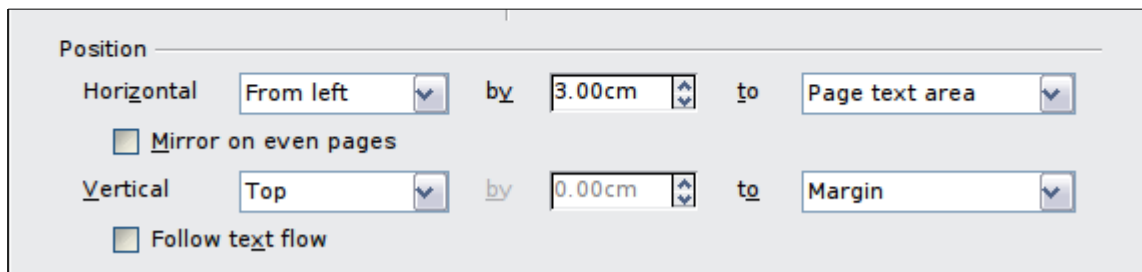 Position
Horizontal From left by 3.00cm to Page text area
Mirror on even pages
Vertical Top by 0.00cm to Margin
Follow text flow